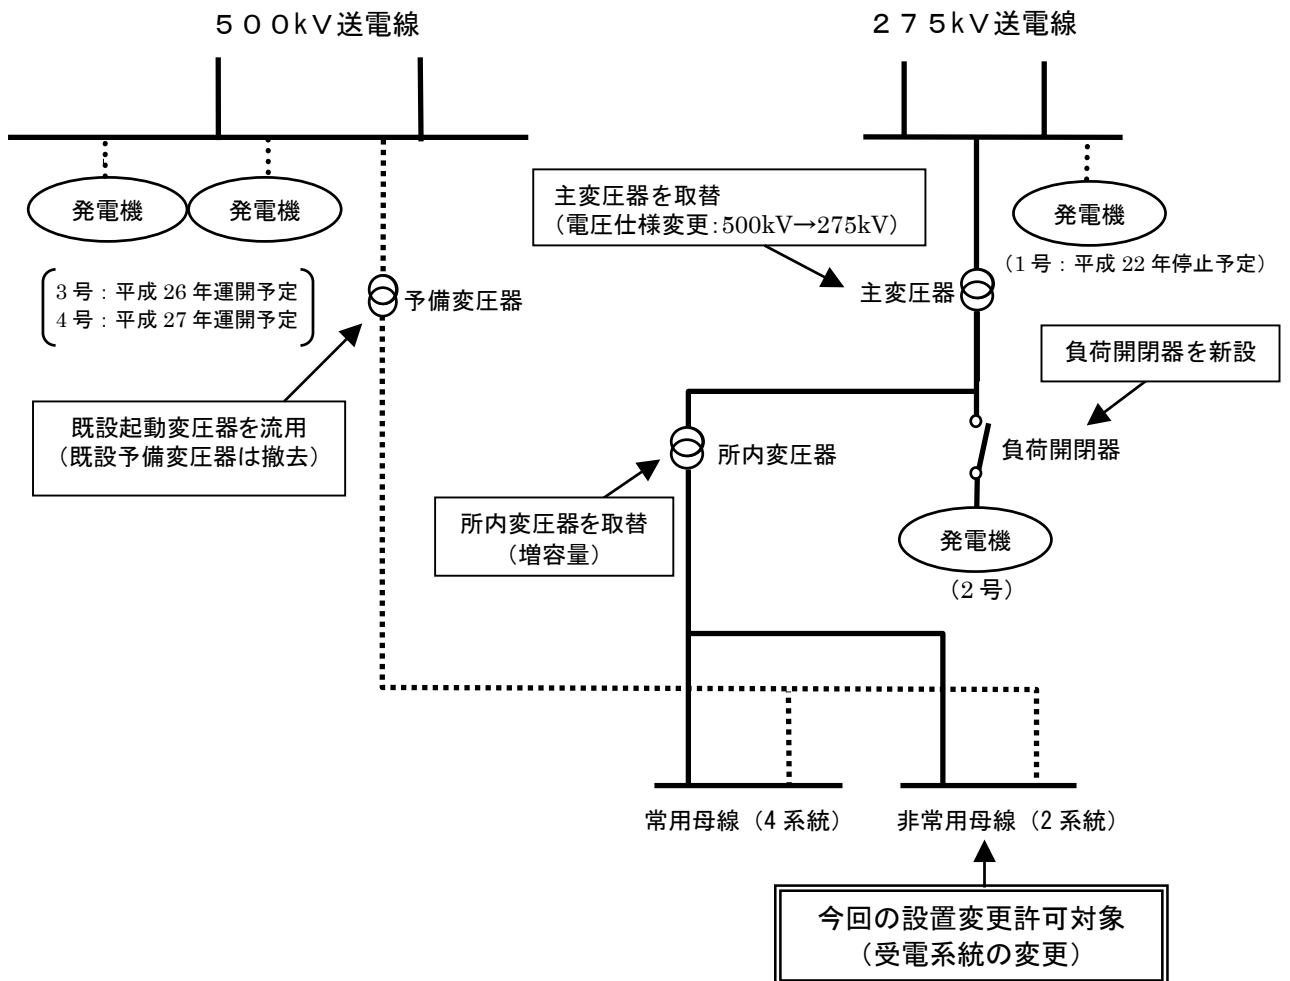 ５００kＶ送電線
２７５kＶ送電線
発電機
発電機
3 号：平成 26 年運開予定
4 号：平成 27 年運開予定
予備変圧器
既設起動変圧器を流用
（既設予備変圧器は撤去）
主変圧器を取替
（電圧仕様変更：500kV→275kV）
発電機
（1 号：平成 22 年停止予定）
主変圧器
負荷開閉器を新設
負荷開閉器
所内変圧器
所内変圧器を取替
（増容量）
発電機
（2 号）
常用母線（4 系統）
非常用母線（2 系統）
今回の設置変更許可対象
（受電系統の変更）